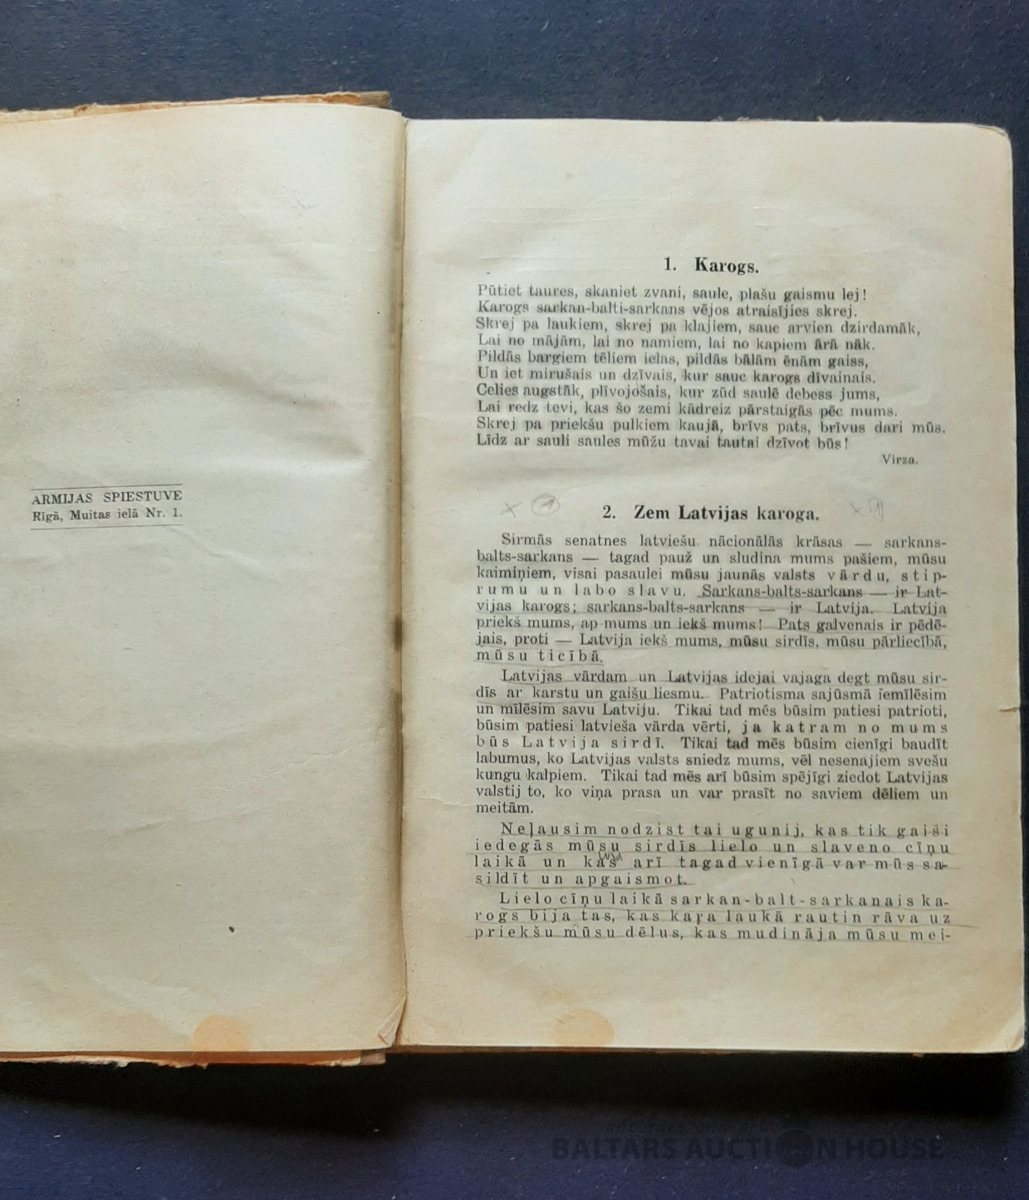 ARMIJAS SPIESTUVE
Rīgā, Muitas ielā Nr. 1.
1. Karogs.
Pūtiet taures, skaniet zvani, saule, plašu gaismu lej!
Karogs sarkan-balti-sarkans vējos atraisījies skrej.
Skrej pa laukiem, skrej pa klajiem, sauc arvien dzirdamāk,
Lai no mājām, lai no namiem, lai no kapiem ārā nāk.
Pildās bargiem tēliem ielas, pildās bālām ēnām gaiss,
Un iet mirušais un dzīvais, kur sauc karogs dīvainais.
Celies augstāk, plīvojošais, kur zūd saulē debess jums,
Lai redz tevi, kas šo zemi kādreiz pārstaigās pēc mums.
Skrej pa priekšu pulkiem kaujā, brīvs pats, brīvus dari mūs.
Līdz ar sauli saules mūžu tavai tautai dzīvot būs!
Virza.
2. Zem Latvijas karoga.
Sirmās senatnes latviešu nācionālās krāsas — sarkans-
balts-sarkans — tagad pauž un sludina mums pašiem, mūsu
kaimiņiem, visai pasaulei mūsu jaunās valsts vārdu, stip-
rumu un labo slavu. Sarkans-balts-sarkans — ir Lat-
vijas karogs; sarkans-balts-sarkans — ir Latvija. Latvija
priekš mums, ap mums un iekš mums! Pats galvenais ir pēdē-
jais, proti — Latvija iekš mums, mūsu sirdīs, mūsu pārliecībā,
mūsu ticībā.
Latvijas vārdam un Latvijas idejai vajaga degt mūsu sir-
dīs ar karstu un gaišu liesmu. Patriotisma sajūsmā iemīlēsim
un mīlēsim savu Latviju. Tikai tad mēs būsim patiesi patrioti,
būsim patiesi latvieša vārda vērti, ja katram no mums
būs Latvija sirdī. Tikai tad mēs būsim cienīgi baudīt
labumus, ko Latvijas valsts sniedz mums, vēl nesenajiem svešu
kungu kalpiem. Tikai tad mēs arī būsim spējīgi ziedot Latvijas
valstij to, ko viņa prasa un var prasīt no saviem dēliem un
meitām.
Neļausim nodzist tai ugunij, kas tik gaiši
iedegās mūsu sirdīs lielo un slaveno cīņu
laikā un kas arī tagad vienīgā var mūs sa-
sildīt un apgaismot.
Lielo cīņu laikā sarkan-balt-sarkanais ka-
rogs bija tas, kas kaŗa laukā rautin rāva uz
priekšu mūsu dēlus, kas mudināja mūsu mei-
BALTARS AUCTION HOUSE